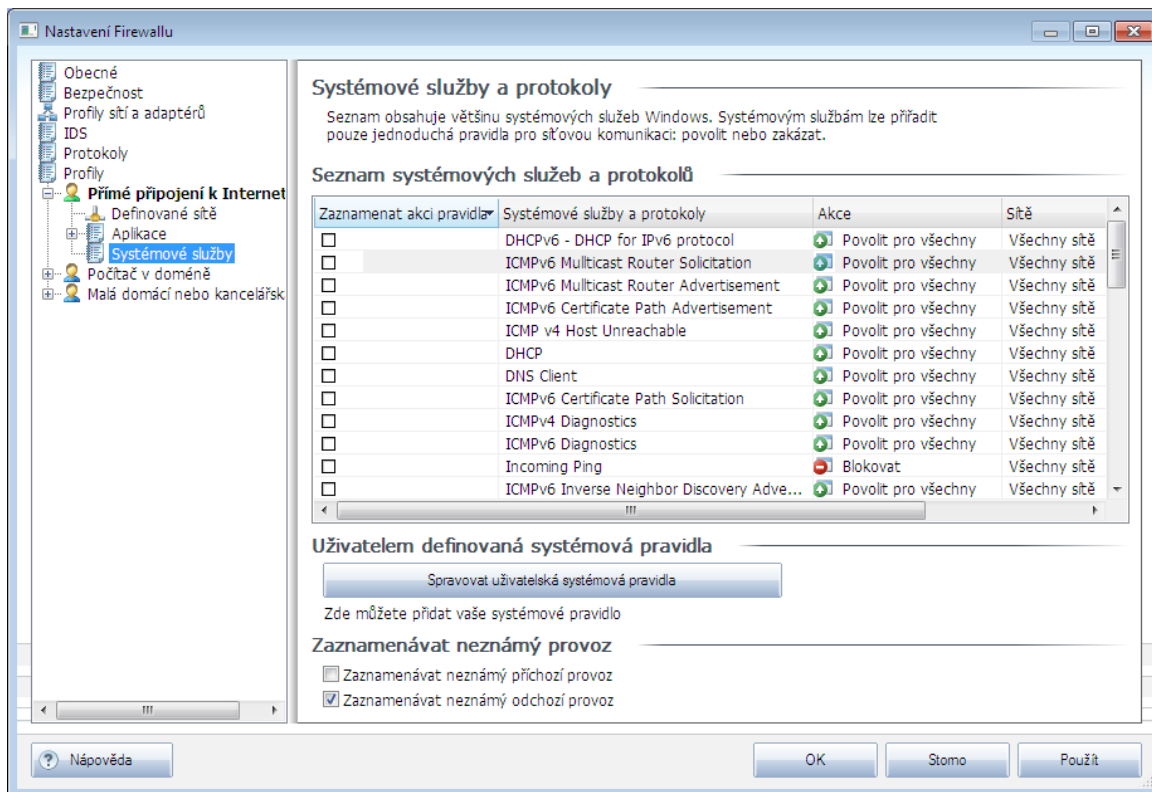 Nastavení Firewallu
Obecné
Bezpečnost
Profily sítí a adaptérů
IDS
Protokoly
Profily
Přímé připojení k Internet
Definované sítě
Aplikace
Systémové služby
Počítač v doméně
Malá domácí nebo kancelářsk
Systémové služby a protokoly
Seznam obsahuje většinu systémových služeb Windows. Systémovým službám lze přiřadit
pouze jednoduchá pravidla pro síťovou komunikaci: povolit nebo zakázat.
Seznam systémových služeb a protokolů
Zaznamenat akci pravidla Systémové služby a protokoly Akce Sítě
DHCPv6 - DHCP for IPv6 protocol Povolit pro všechny Všechny sítě
ICMPv6 Mullticast Router Solicitation Povolit pro všechny Všechny sítě
ICMPv6 Mullticast Router Advertisement Povolit pro všechny Všechny sítě
ICMPv6 Certificate Path Advertisement Povolit pro všechny Všechny sítě
ICMP v4 Host Unreachable Povolit pro všechny Všechny sítě
DHCP Povolit pro všechny Všechny sítě
DNS Client Povolit pro všechny Všechny sítě
ICMPv6 Certificate Path Solicitation Povolit pro všechny Všechny sítě
ICMPv4 Diagnostics Povolit pro všechny Všechny sítě
ICMPv6 Diagnostics Povolit pro všechny Všechny sítě
Incoming Ping Blokovat Všechny sítě
ICMPv6 Inverse Neighbor Discovery Adve... Povolit pro všechny Všechny sítě
Uživatelem definovaná systémová pravidla
Spravovat uživatelská systémová pravidla
Zde můžete přidat vaše systémové pravidlo
Zaznamenávat neznámý provoz
Zaznamenávat neznámý příchozí provoz
Zaznamenávat neznámý odchozí provoz
? Nápověda
OK
Storno
Použít